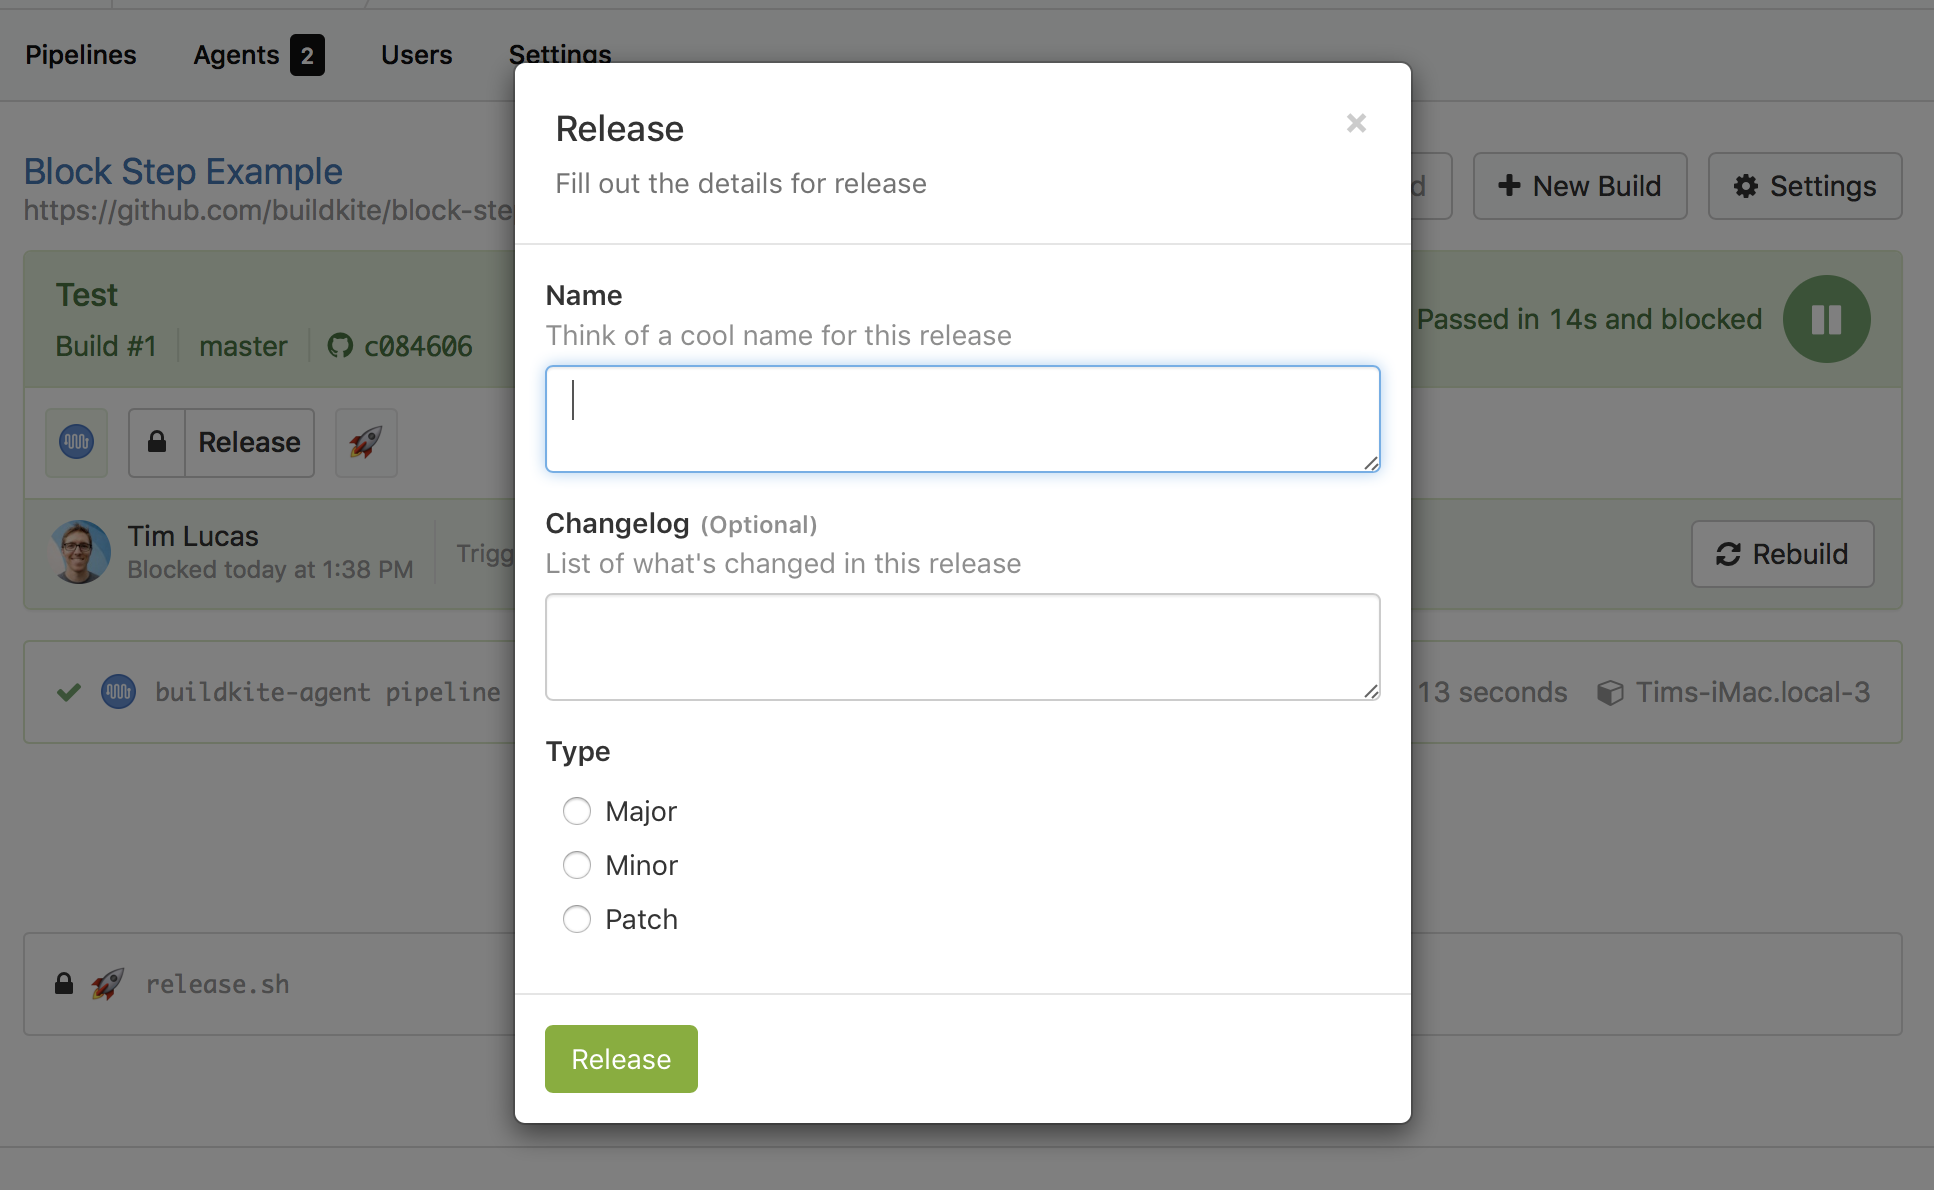 Pipelines Agents 2 Users Settings
Release
×
Fill out the details for release
Block Step Example
https://github.com/buildkite/block-ste
d
New Build
Settings
Name
Think of a cool name for this release
Test
Build #1 master c084606
Passed in 14s and blocked
Release
Changelog (Optional)
List of what's changed in this release
Tim Lucas
Blocked today at 1:38 PM
Trigg
Rebuild
buildkite-agent pipeline
13 seconds
Tims-iMac.local-3
Type
Major
Minor
Patch
release.sh
Release